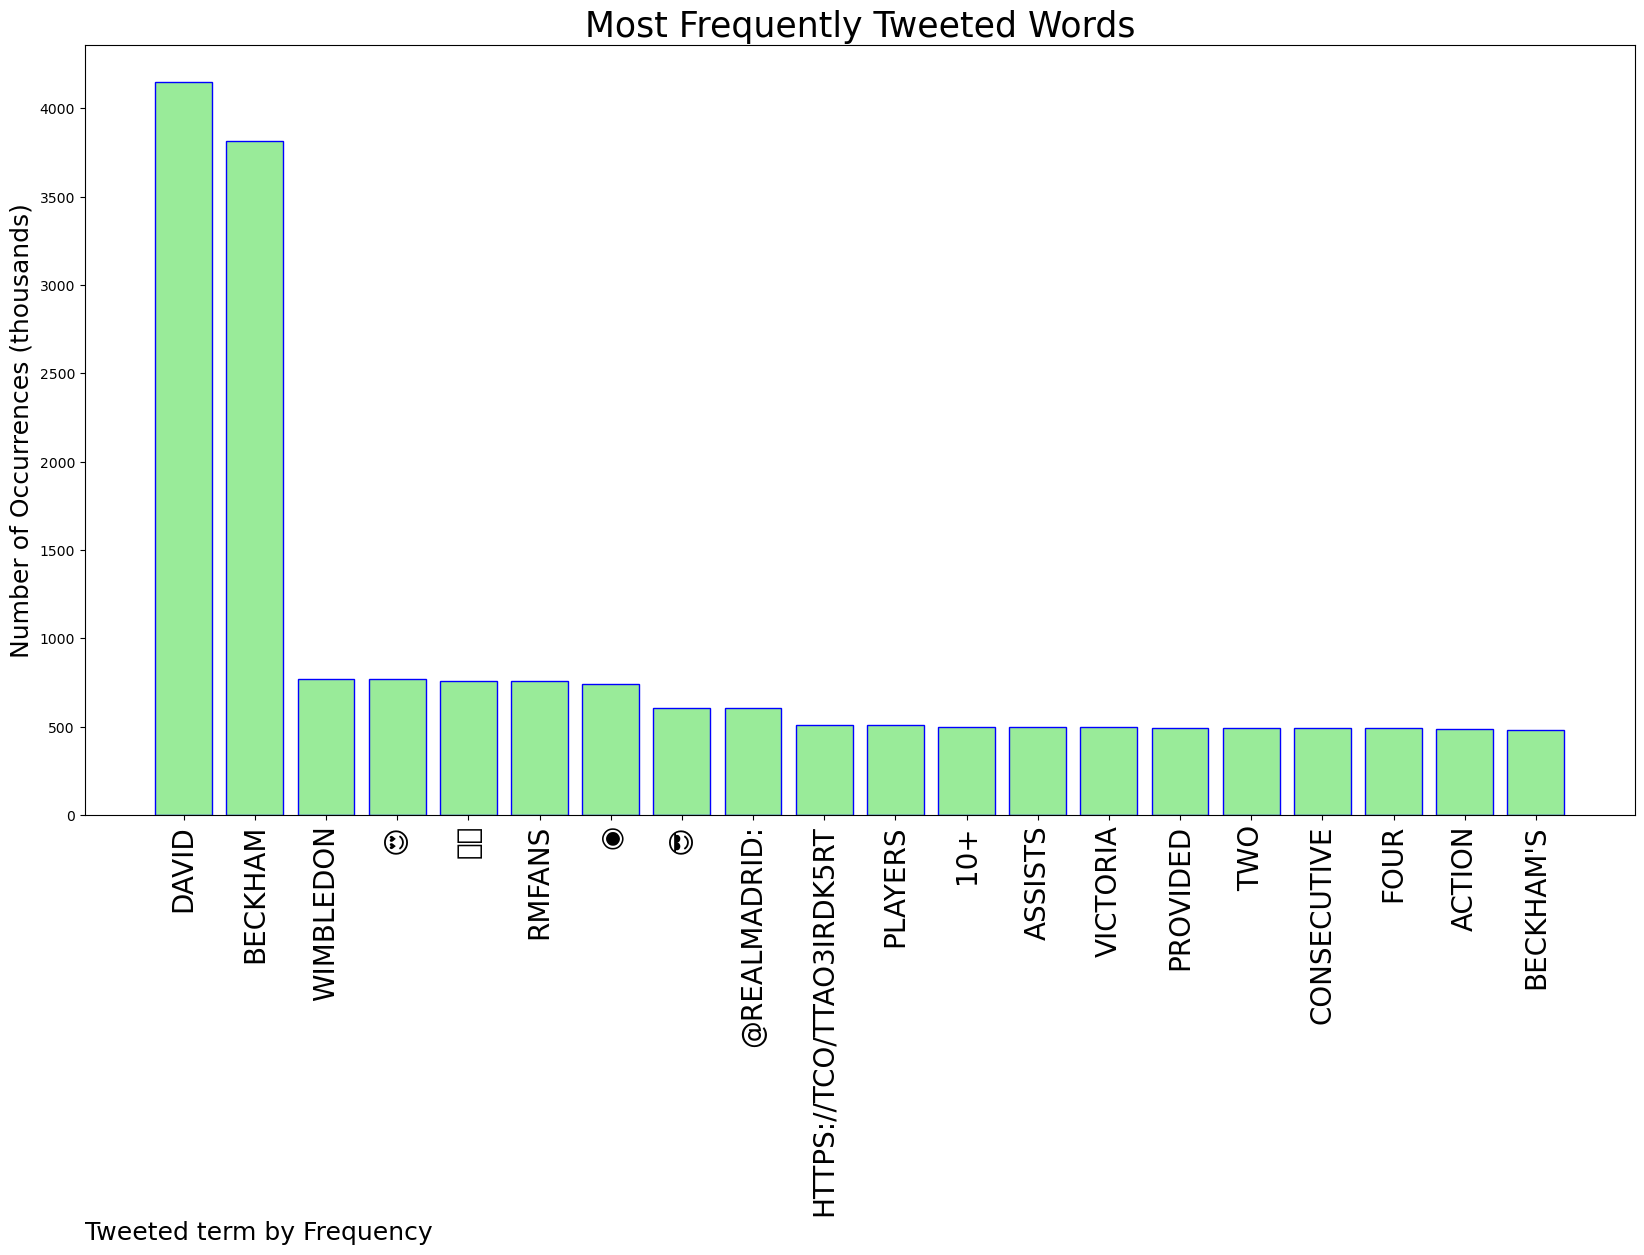 Most Frequently Tweeted Words
Number of Occurrences (thousands)
4000
3500
3000
2500
2000
1500
1000
500
0
DAVID
BECKHAM
WIMBLEDON
😍
▯▯
RMFANS
◉
😎
RMFANS
@REALMADRID:
HTTPS://TCO/TTAO3IRDK5RT
PLAYERS
10+
ASSISTS
VICTORIA
PROVIDED
TWO
CONSECUTIVE
FOUR
ACTION
BECKHAM'S
Tweeted term by Frequency